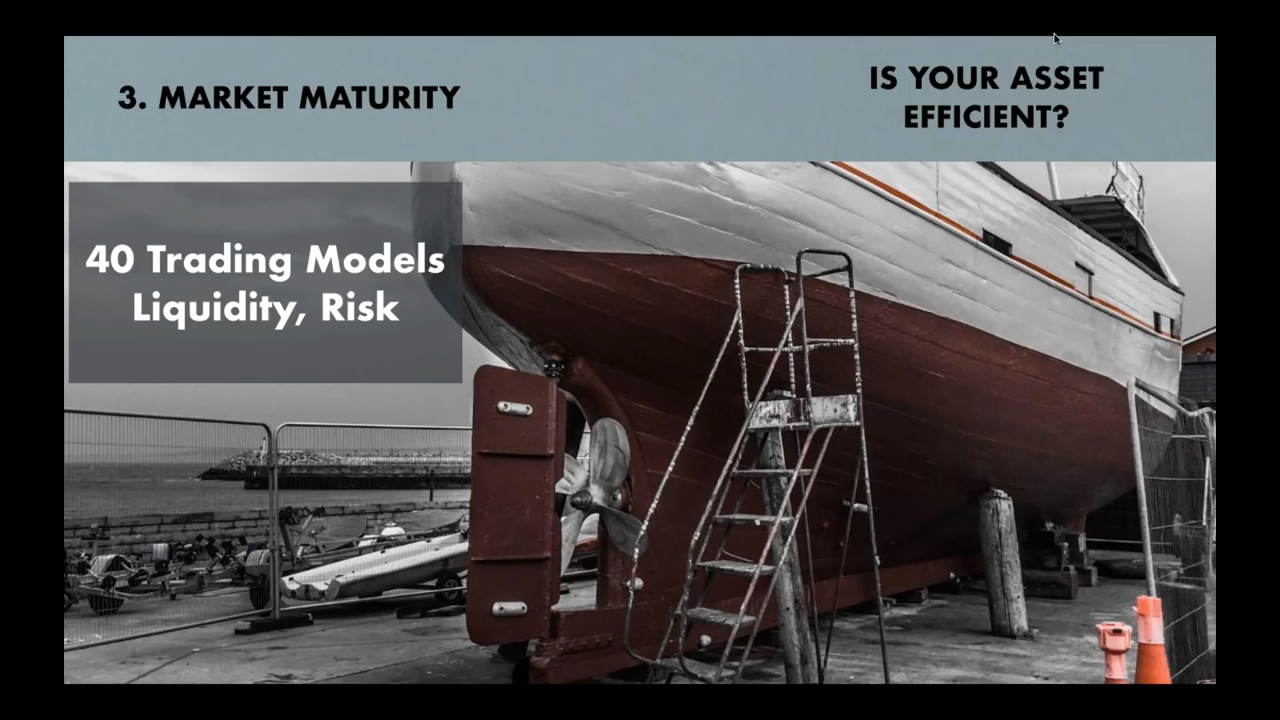 3. MARKET MATURITY
IS YOUR ASSET
EFFICIENT?
40 Trading Models
Liquidity, Risk